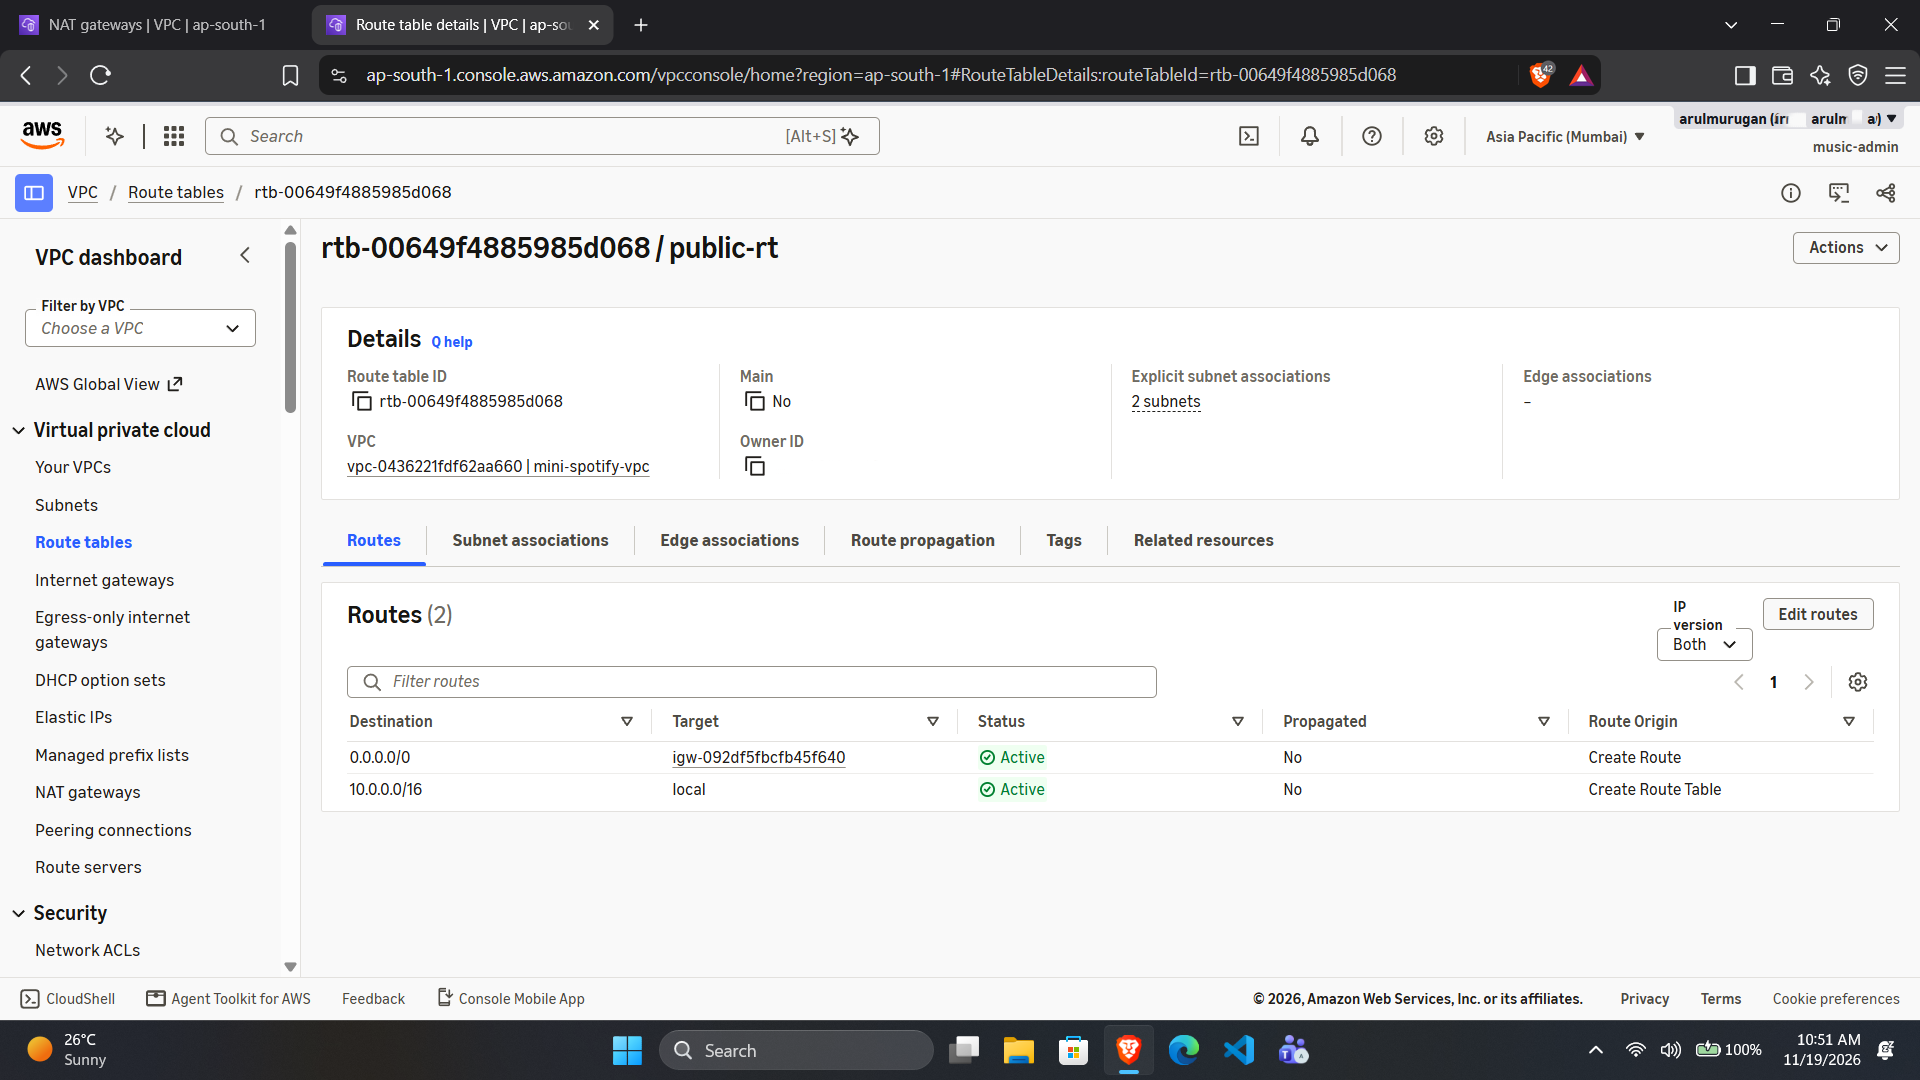 NAT gateways | VPC | ap-south-1
Route table details | VPC | ap-sou
ap-south-1.console.aws.amazon.com/vpcconsole/home?region=ap-south-1#RouteTableDetails:routeTableId=rtb-00649f4885985d068
42
aws
Search
[Alt+S]
Asia Pacific (Mumbai)
arulmurugan
music-admin
VPC / Route tables / rtb-00649f4885985d068
VPC dashboard
Filter by VPC
Choose a VPC
AWS Global View
Virtual private cloud
Your VPCs
Subnets
Route tables
Internet gateways
Egress-only internet
gateways
DHCP option sets
Elastic IPs
Managed prefix lists
NAT gateways
Peering connections
Route servers
Security
Network ACLs
rtb-00649f4885985d068 / public-rt
Actions
Details
Q help
Route table ID
rtb-00649f4885985d068
Main
No
Explicit subnet associations
2 subnets
Edge associations
–
VPC
vpc-0436221fdf62aa660 | mini-spotify-vpc
Owner ID
Routes
Subnet associations
Edge associations
Route propagation
Tags
Related resources
Routes (2)
IP
version
Both
Edit routes
Filter routes
1
Destination Target Status Propagated Route Origin
0.0.0.0/0 igw-092df5fbcfb45f640 Active No Create Route
10.0.0.0/16 local Active No Create Route Table
CloudShell
Agent Toolkit for AWS
Feedback
Console Mobile App
© 2026, Amazon Web Services, Inc. or its affiliates.
Privacy
Terms
Cookie preferences
26°C
Sunny
Search
100%
10:51 AM
11/19/2026